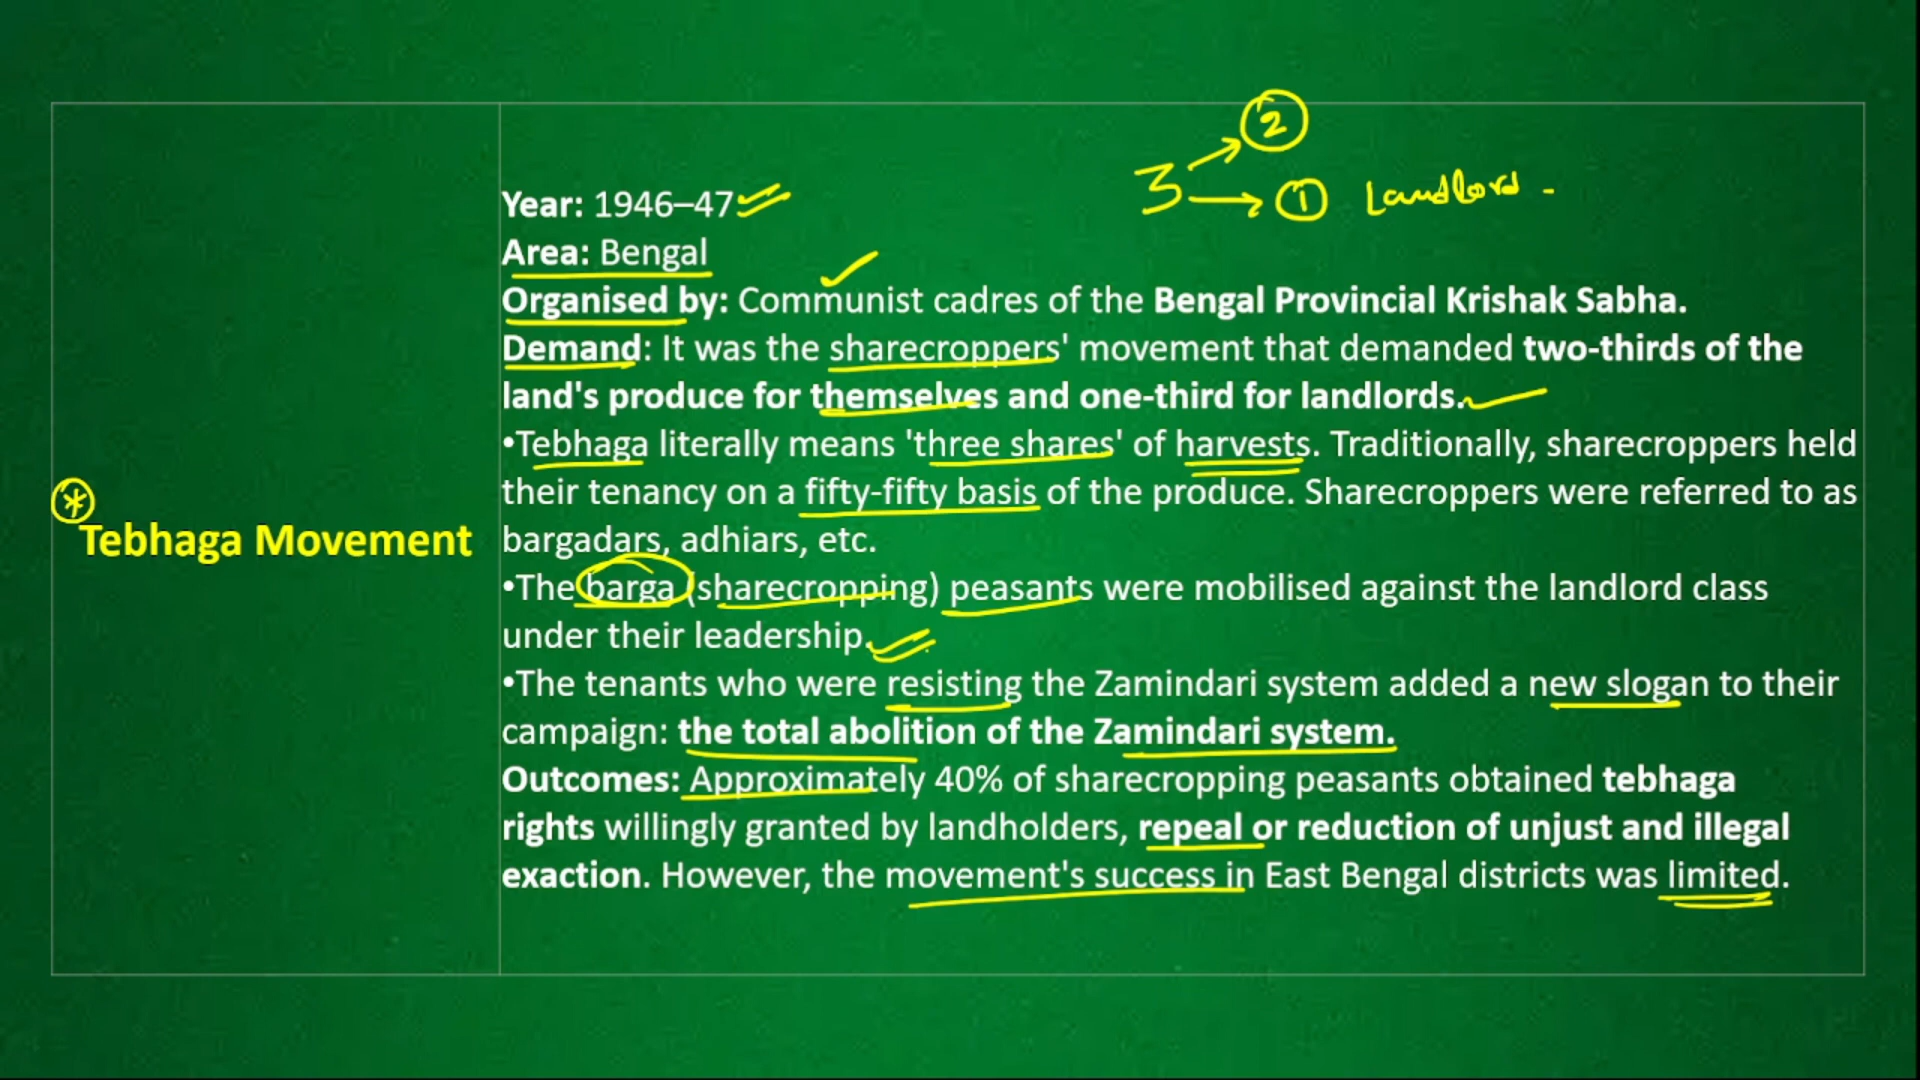 3 → 2
→ 1 Landlord -
Year: 1946–47
Area: Bengal
Organised by: Communist cadres of the Bengal Provincial Krishak Sabha.
Demand: It was the sharecroppers' movement that demanded two-thirds of the
land's produce for themselves and one-third for landlords.
•Tebhaga literally means 'three shares' of harvests. Traditionally, sharecroppers held
their tenancy on a fifty-fifty basis of the produce. Sharecroppers were referred to as
* Tebhaga Movement
bargadars, adhiars, etc.
•The barga (sharecropping) peasants were mobilised against the landlord class
under their leadership.
•The tenants who were resisting the Zamindari system added a new slogan to their
campaign: the total abolition of the Zamindari system.
Outcomes: Approximately 40% of sharecropping peasants obtained tebhaga
rights willingly granted by landholders, repeal or reduction of unjust and illegal
exaction. However, the movement's success in East Bengal districts was limited.